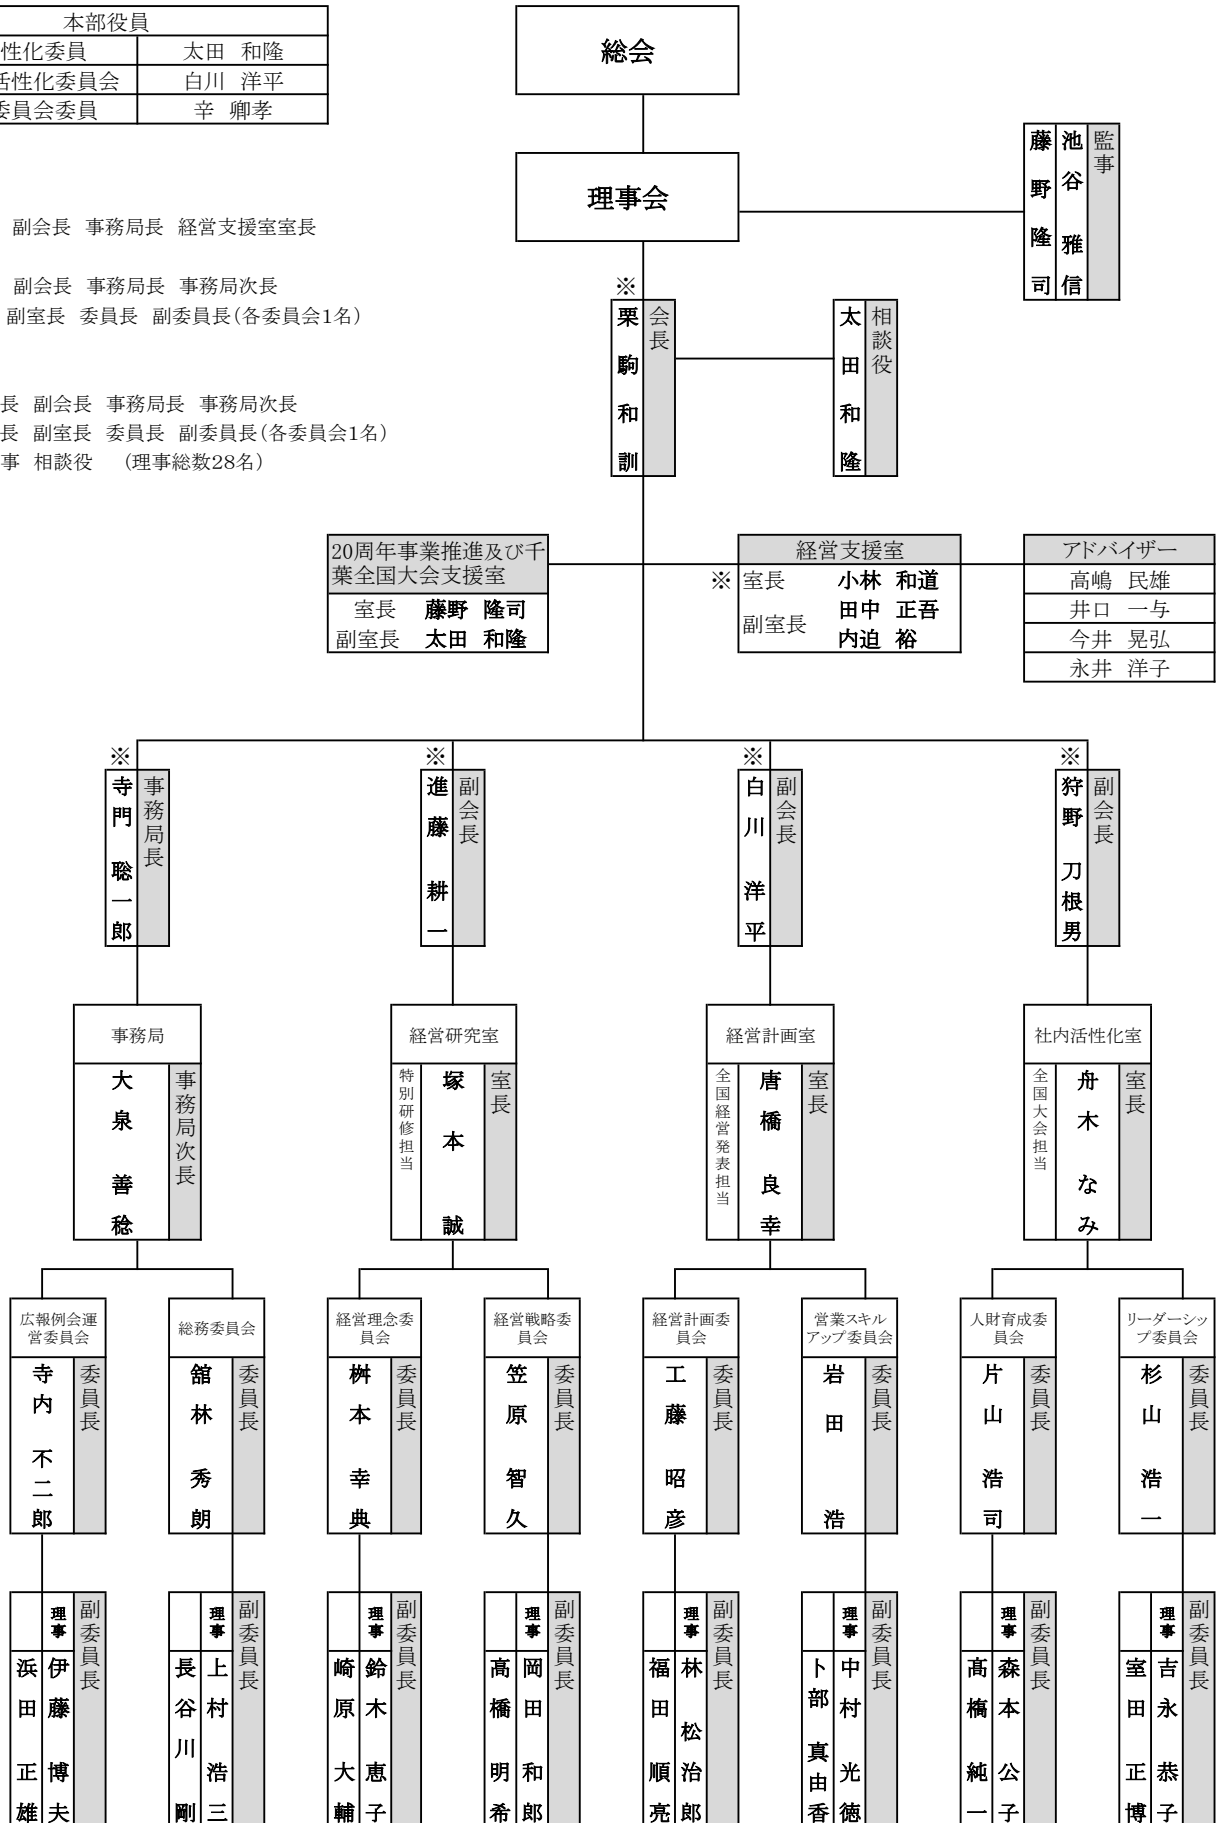 本部役員
性化委員 太田 和隆
活性化委員会 白川 洋平
委員会委員 辛 卿孝
総会
理事会
監事
池谷 雅信
藤野 隆司
副会長 事務局長 経営支援室室長
副会長 事務局長 事務局次長
副室長 委員長 副委員長(各委員会1名)
長 副会長 事務局長 事務局次長
長 副室長 委員長 副委員長(各委員会1名)
事 相談役 (理事総数28名)
※
会長
栗駒和訓
相談役
太田和隆
20周年事業推進及び千
葉全国大会支援室
室長 藤野 隆司
副室長 太田 和隆
経営支援室
※ 室長 小林 和道
副室長 田中 正吾
内迫 裕
アドバイザー
高嶋 民雄
井口 一与
今井 晃弘
永井 洋子
※
事務局長
寺門 聡一郎
※
副会長
進藤 耕一
※
副会長
白川 洋平
※
副会長
狩野 刀根男
事務局
事務局次長
大泉 善稔
経営研究室
室長
塚本 誠
特別研修担当
経営計画室
室長
唐橋 良幸
全国経営発表担当
社内活性化室
室長
舟木 なみ
全国大会担当
広報例会運
営委員会
委員長
寺内 不二郎
総務委員会
委員長
舘林 秀朗
経営理念委
員会
委員長
桝本 幸典
経営戦略委
員会
委員長
笠原 智久
経営計画委
員会
委員長
工藤 昭彦
営業スキル
アップ委員会
委員長
岩田 浩
人財育成委
員会
委員長
片山 浩司
リーダーシッ
プ委員会
委員長
杉山 浩一
副委員長
理事
伊藤 博夫
浜田 正雄
副委員長
理事
上村 浩三
長谷川 剛
副委員長
理事
鈴木 恵子
崎原 大輔
副委員長
理事
岡田 和郎
高橋 明希
副委員長
理事
林 松治郎
福田 順亮
副委員長
理事
中村 光徳
卜部 真由香
副委員長
理事
森本 公子
髙橋 純一
副委員長
理事
吉永 恭子
室田 正博